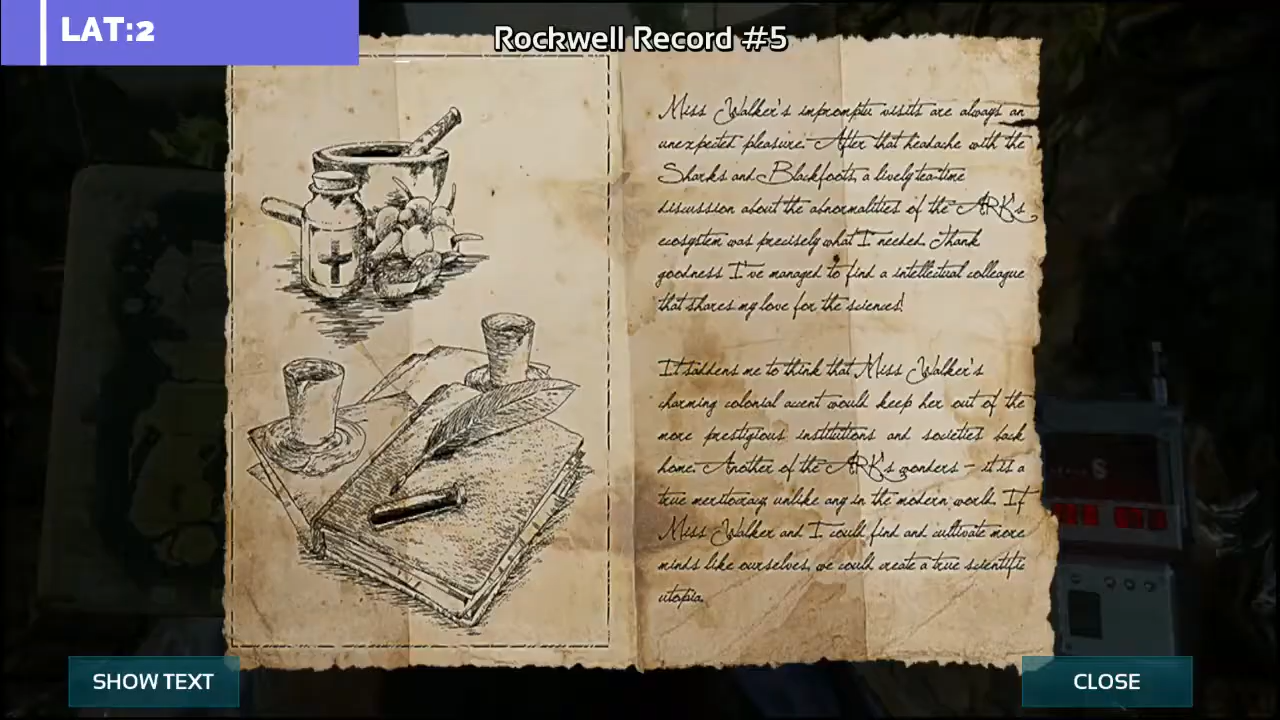 LAT:2
Rockwell Record #5
Miss Walker's impromptu visits are always an
unexpected pleasure. After that headache with the
Sharks and Blackfoots, a lively tea-time
discussion about the abnormalities of the ARK's
ecosystem was precisely what I needed. Thank
goodness I've managed to find a intellectual colleague
that shares my love for the sciences!
It saddens me to think that Miss Walker's
charming colonial accent would keep her out of the
more prestigious institutions and societies back
home. Another of the ARK's wonders - it is a
true meritocracy unlike any in the modern world. If
Miss Walker and I could find and cultivate more
minds like ourselves, we could create a true scientific
utopia.
SHOW TEXT
CLOSE